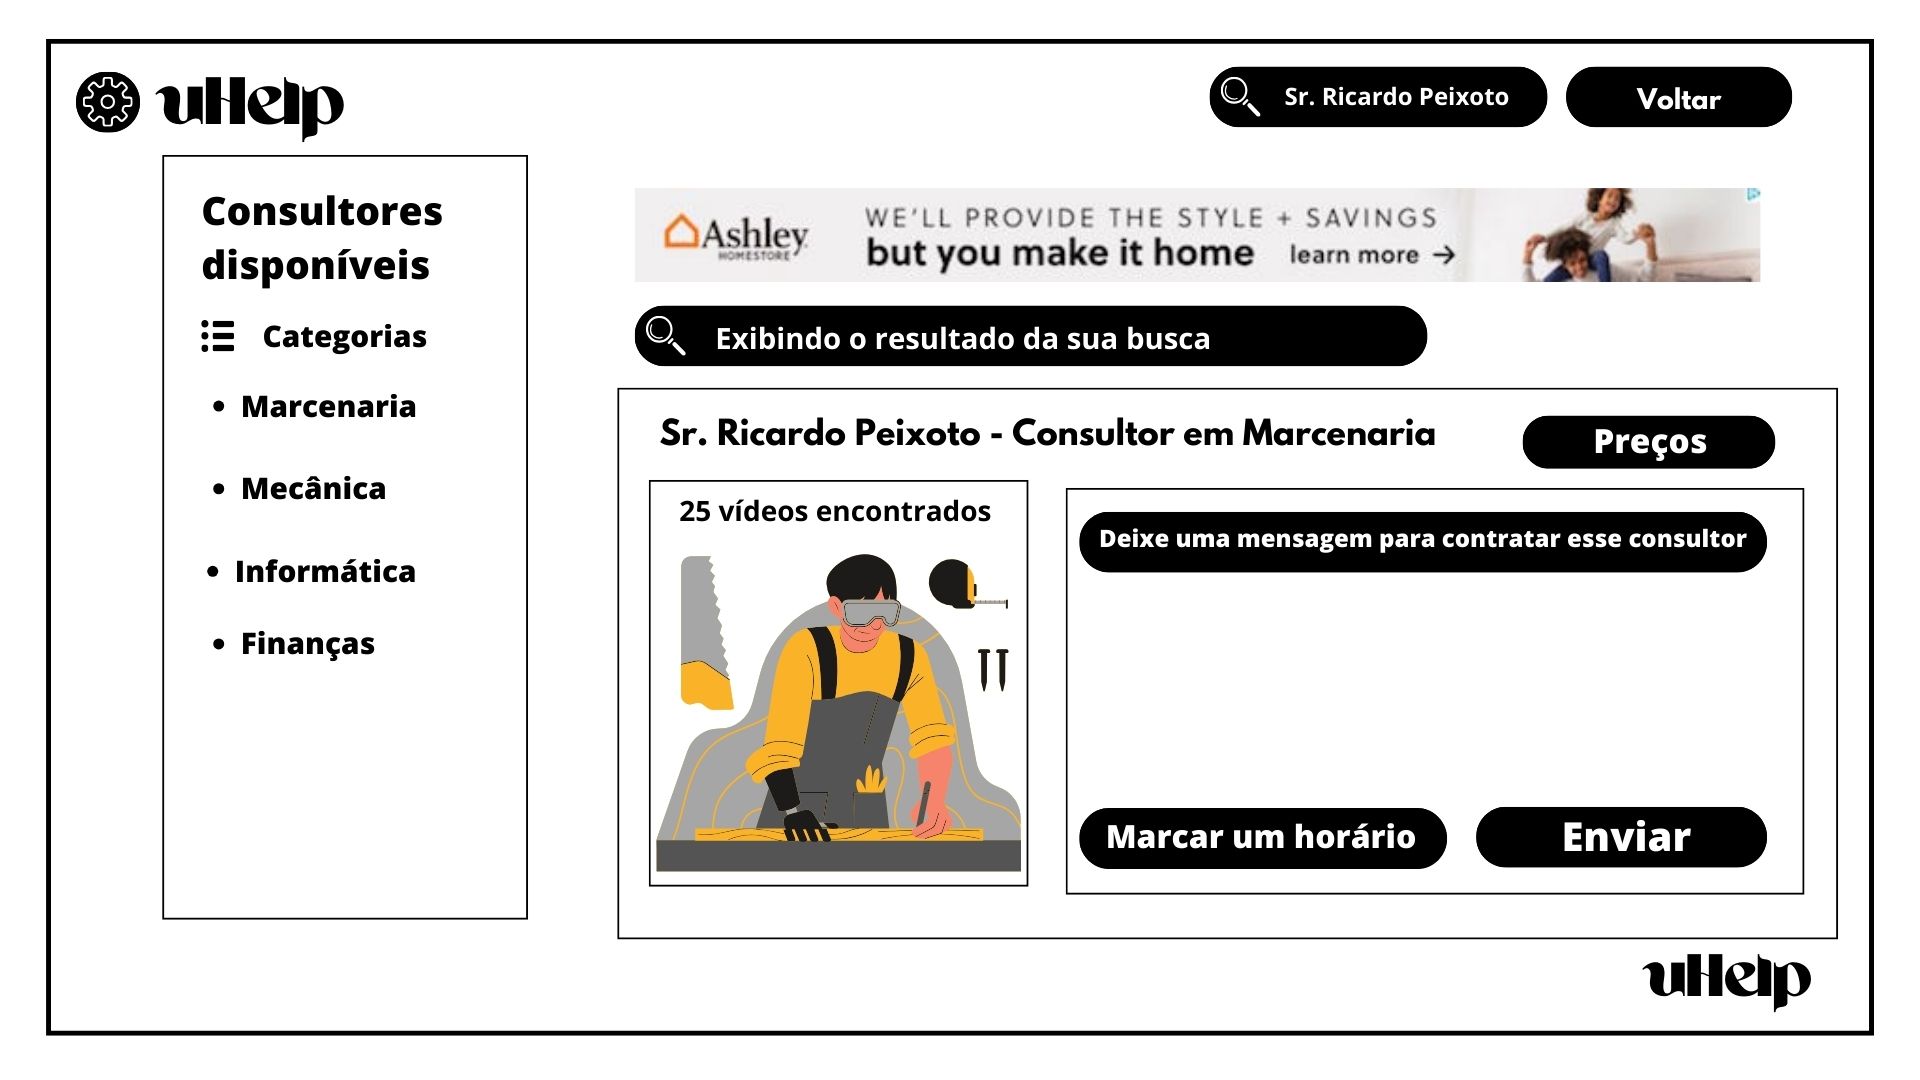 uHelp
Sr. Ricardo Peixoto
Voltar
Consultores
disponíveis
Categorias
• Marcenaria
• Mecânica
• Informática
• Finanças
Ashley
HOMESTORE
WE'LL PROVIDE THE STYLE + SAVINGS
but you make it home
learn more →
Exibindo o resultado da sua busca
Sr. Ricardo Peixoto - Consultor em Marcenaria
Preços
25 vídeos encontrados
Deixe uma mensagem para contratar esse consultor
Marcar um horário
Enviar
uHelp